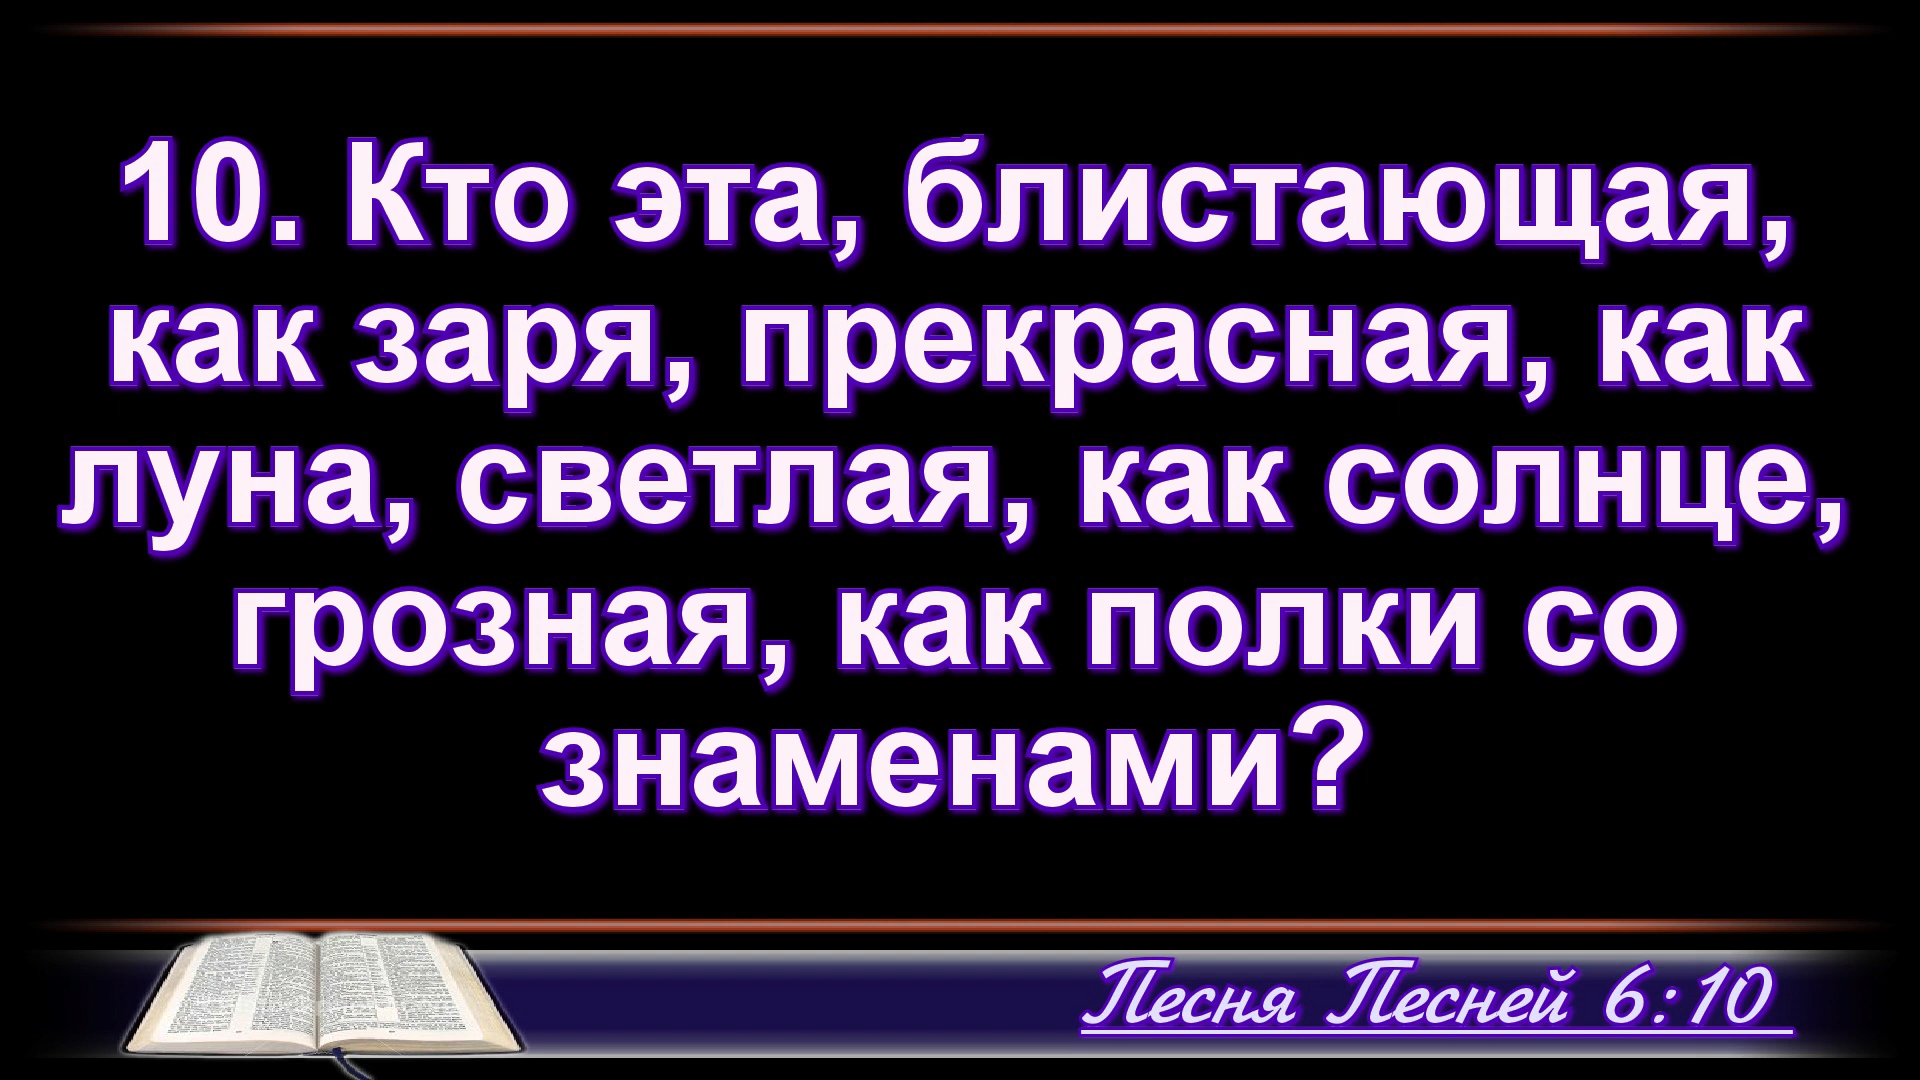 10. Кто эта, блистающая,
как заря, прекрасная, как
луна, светлая, как солнце,
грозная, как полки со
знаменами?
Песня Песней 6:10